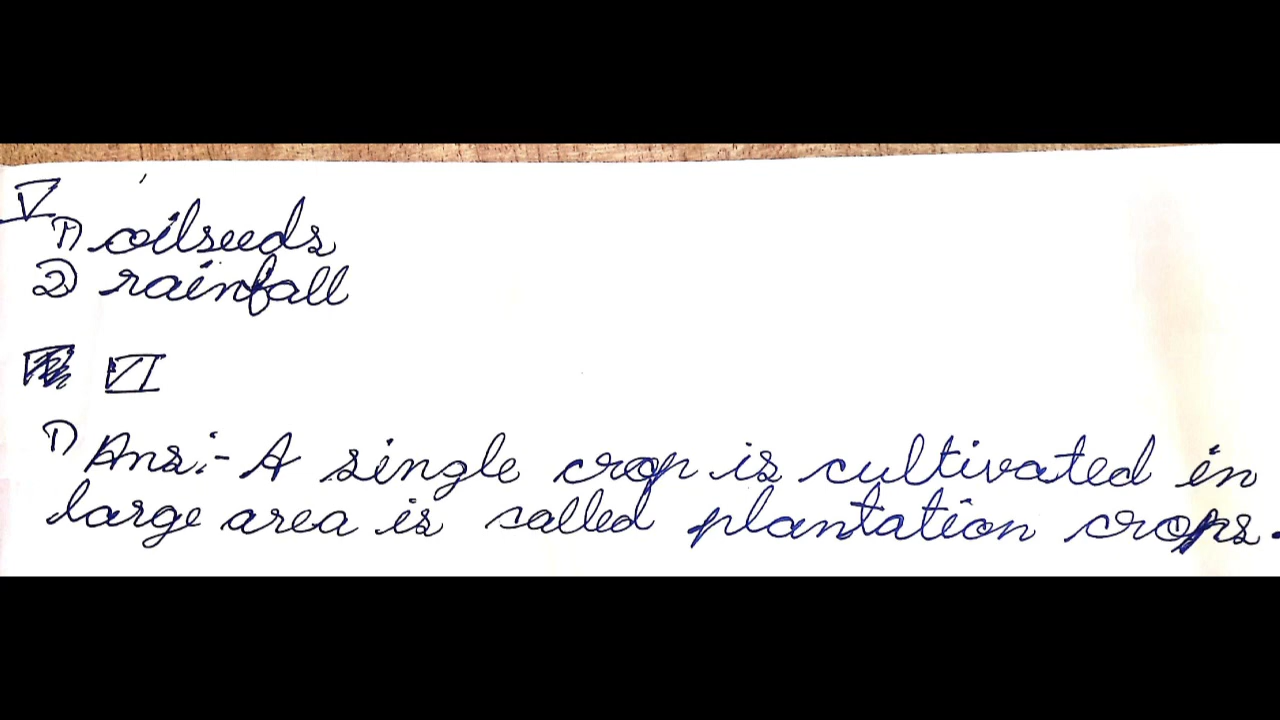 V
1) oilseeds
2) rainfall
VI
1) Ans:- A single crop is cultivated in
large area is called plantation crops.